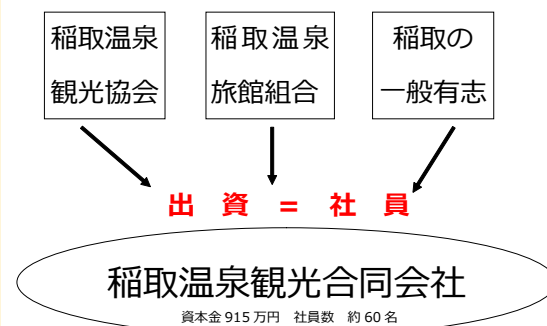 稲取温泉
観光協会
稲取温泉
旅館組合
稲取の
一般有志
出 資 = 社 員
稲取温泉観光合同会社
資本金 915 万円 社員数 約 60 名